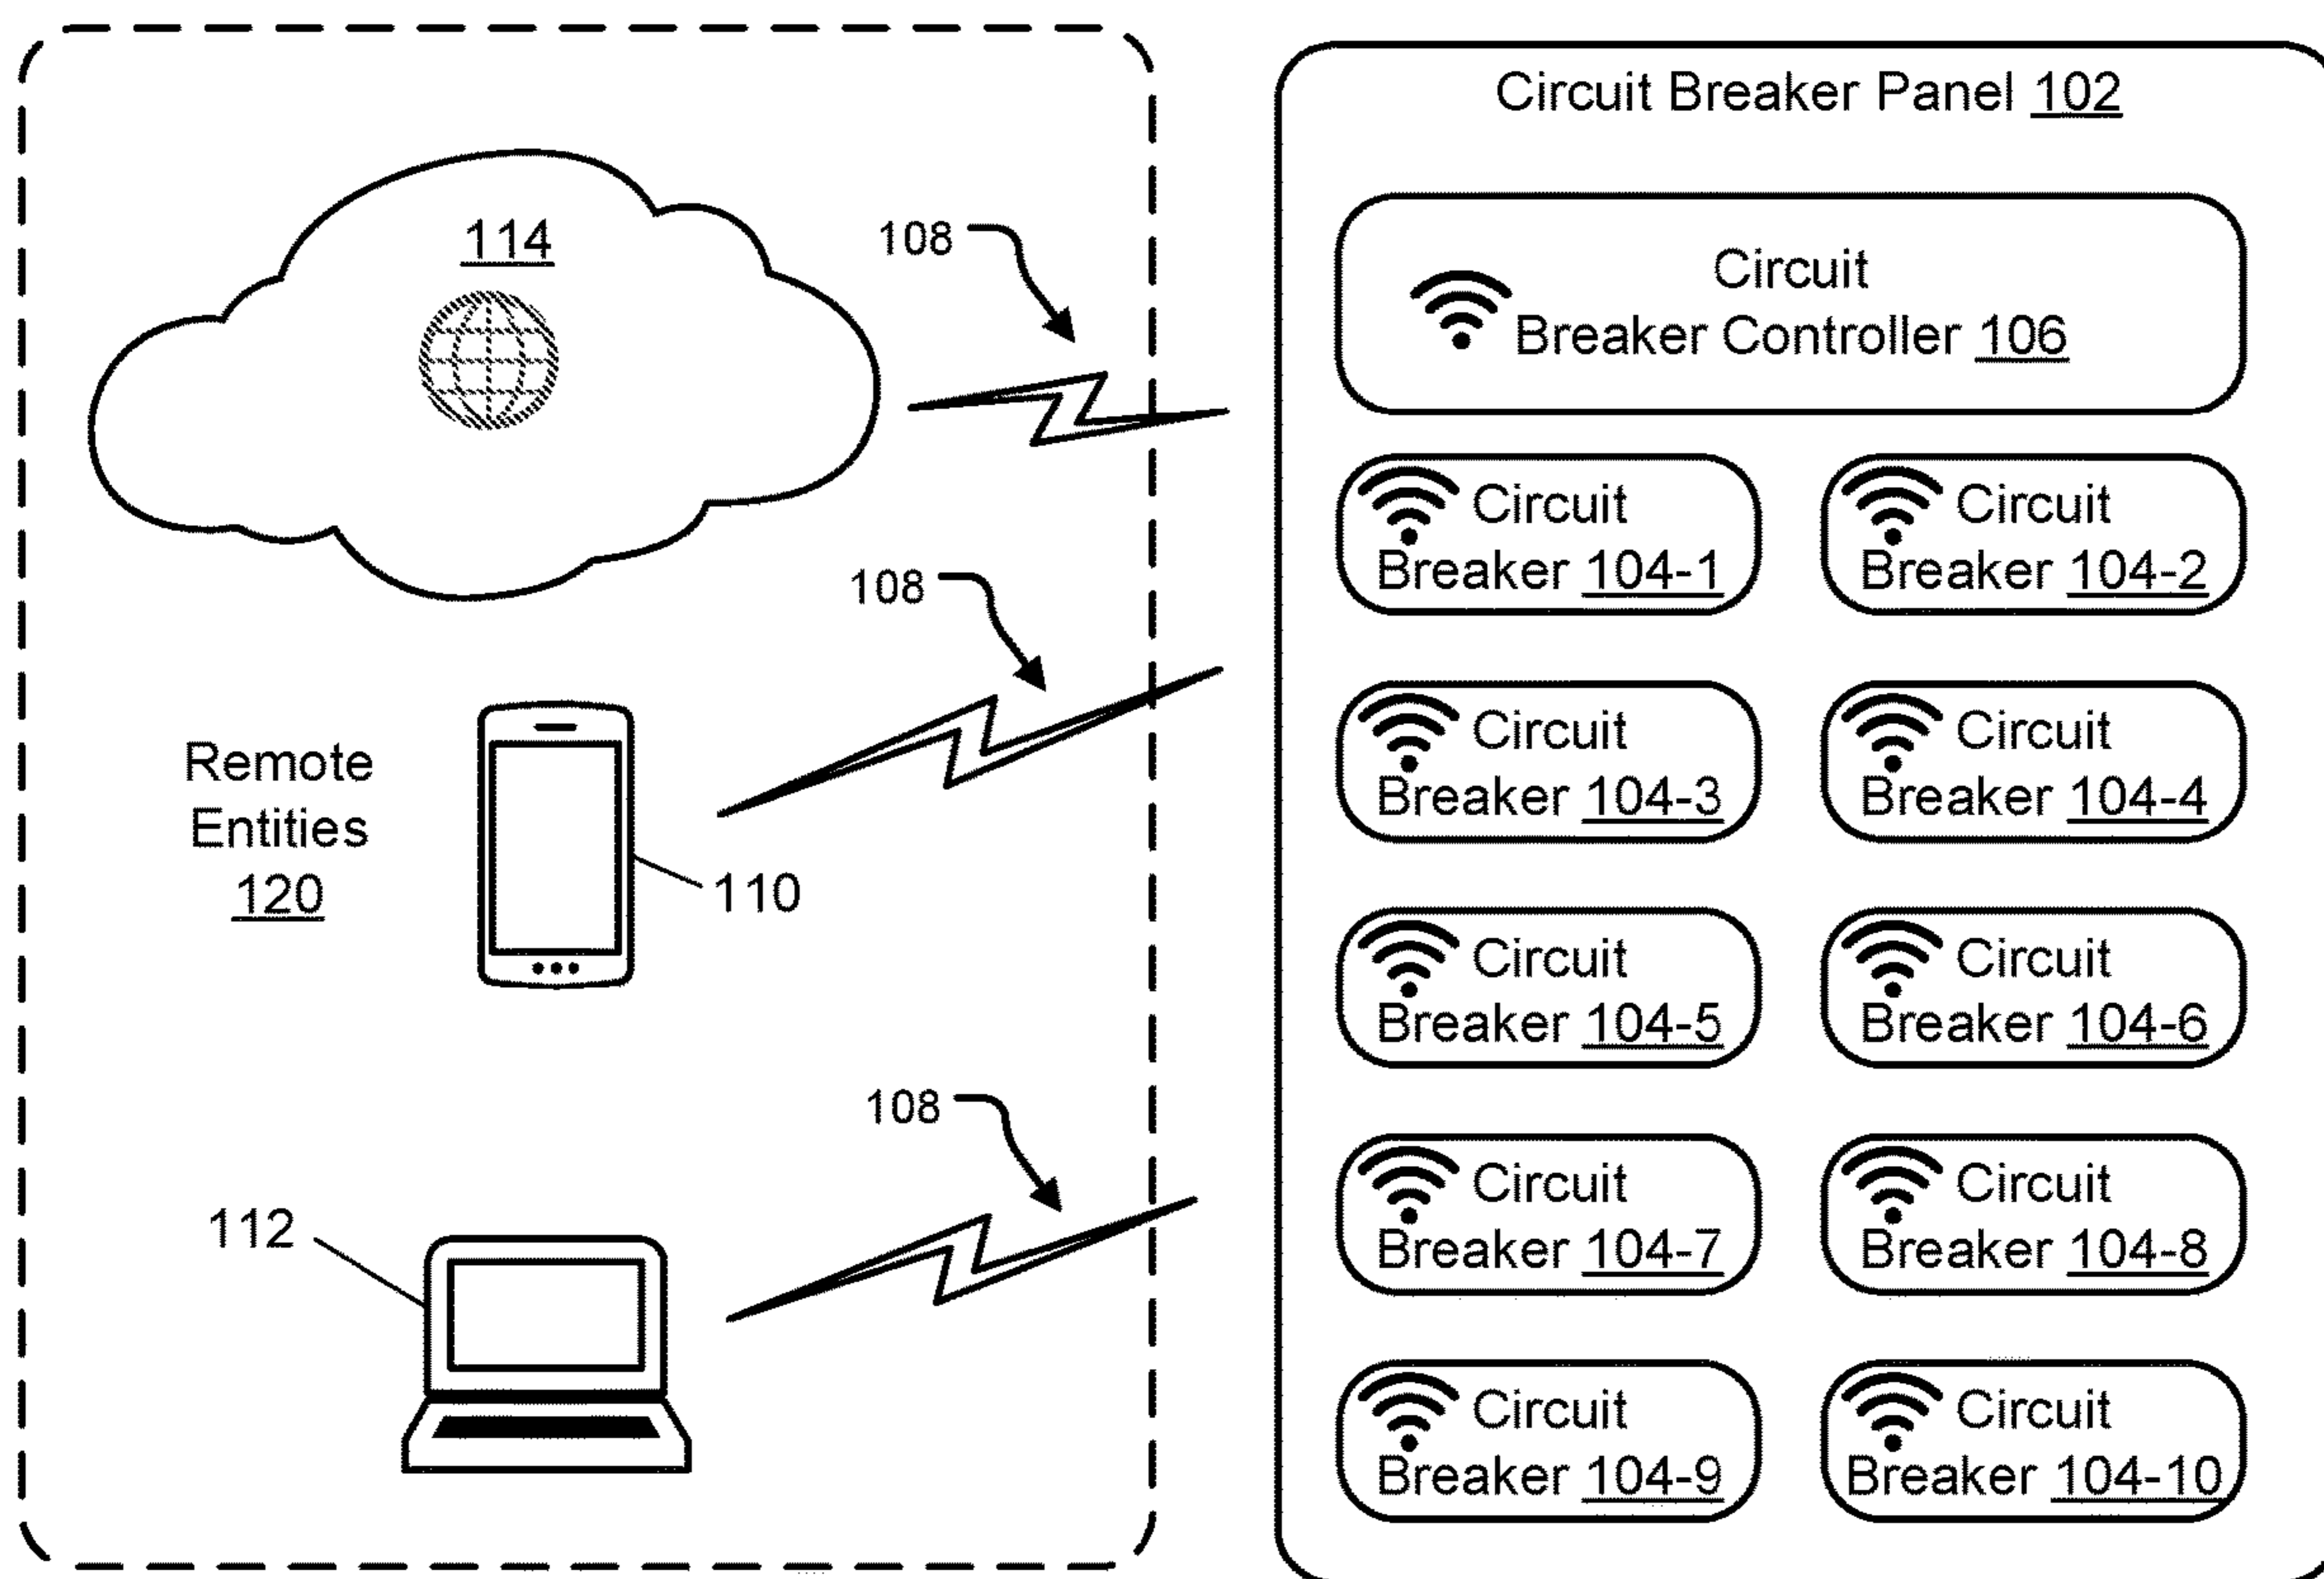 114
108
108
Remote
Entities
120
110
108
112
Circuit Breaker Panel 102
Circuit
Breaker Controller 106
Circuit
Breaker 104-1
Circuit
Breaker 104-2
Circuit
Breaker 104-3
Circuit
Breaker 104-4
Circuit
Breaker 104-5
Circuit
Breaker 104-6
Circuit
Breaker 104-7
Circuit
Breaker 104-8
Circuit
Breaker 104-9
Circuit
Breaker 104-10